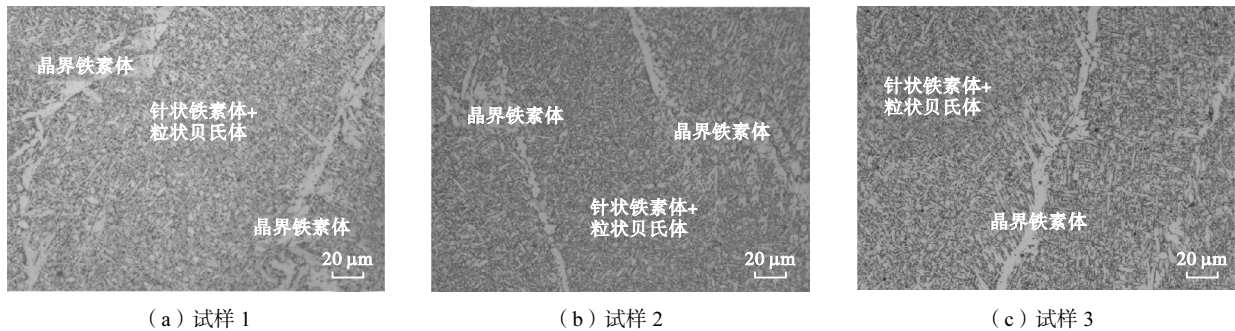 晶界铁素体
针状铁素体+
粒状贝氏体
晶界铁素体
20 μm
(a)试样 1
晶界铁素体
晶界铁素体
针状铁素体+
粒状贝氏体
20 μm
(b)试样 2
针状铁素体+
粒状贝氏体
晶界铁素体
20 μm
(c)试样 3